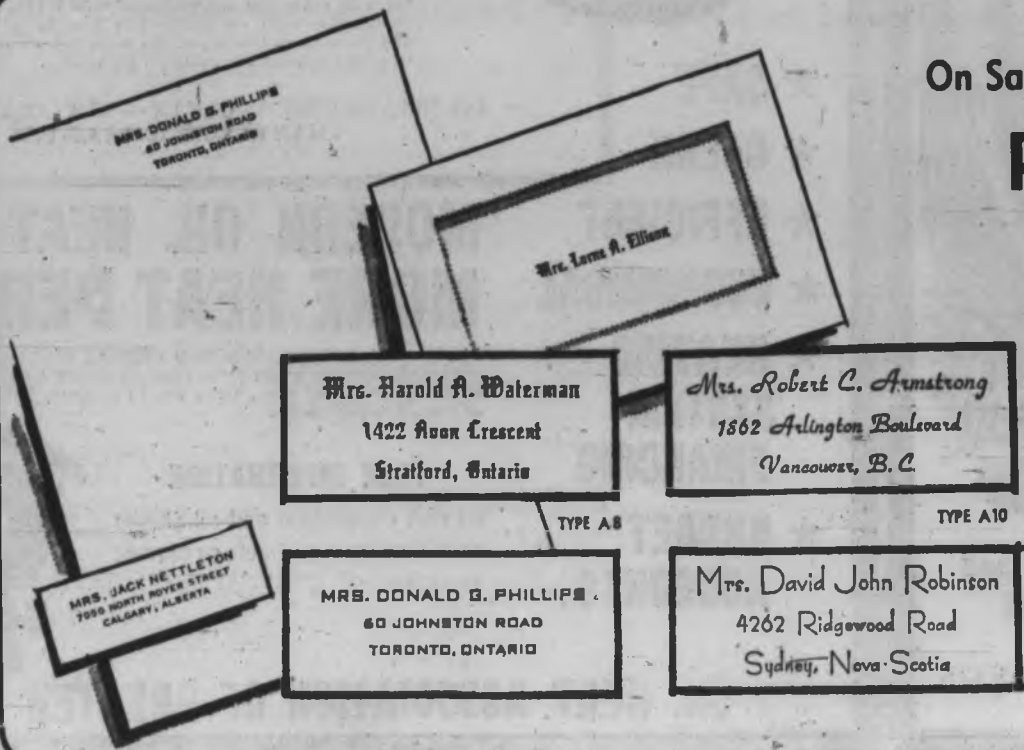 On Sa
MRS. DONALD G. PHILLIPS
60 JOHNSTON ROAD
TORONTO, ONTARIO
Mrs. Lorne A. Ellison
Mrs. Harold A. Waterman
1422 Avon Crescent
Stratford, Ontario
TYPE A8
Mrs. Robert C. Armstrong
1862 Arlington Boulevard
Vancouver, B.C.
TYPE A10
MRS. JACK NETTLETON
7050 NORTH ROYER STREET
CALGARY, ALBERTA
MRS. DONALD G. PHILLIPS
60 JOHNSTON ROAD
TORONTO, ONTARIO
Mrs. David John Robinson
4262 Ridgewood Road
Sydney, Nova Scotia